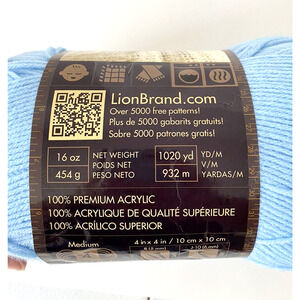 LionBrand.com
Over 5000 free patterns!
Plus de 5000 gabarits gratuits!
Sobre 5000 patrones gratis!
16 oz NET WEIGHT 1020 yd YD/M
POIDS NET V/M
454 g PESO NETO 932 m YARDAS/M
100% PREMIUM ACRYLIC
100% ACRYLIQUE DE QUALITÉ SUPÉRIEURE
100% ACRÍLICO SUPERIOR
Medium 4 in x 4 in / 10 cm x 10 cm